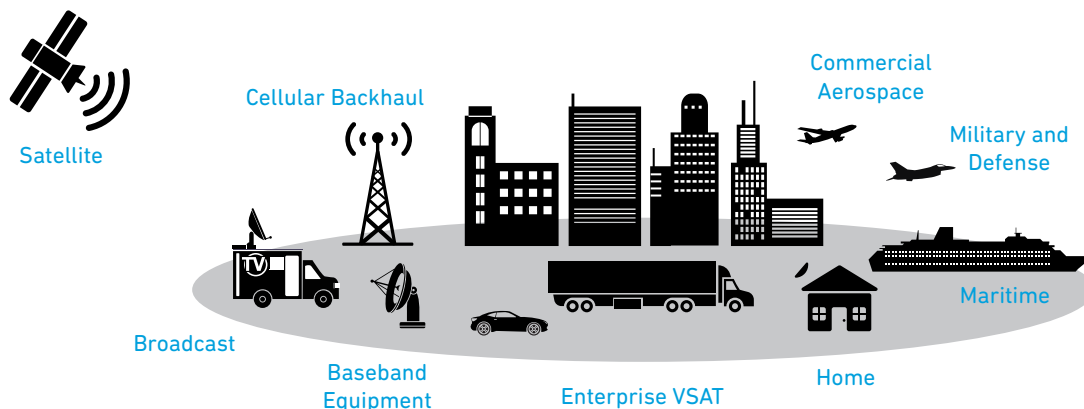 Satellite
Cellular Backhaul
Commercial
Aerospace
Military and
Defense
TV
Broadcast
Baseband
Equipment
Enterprise VSAT
Home
Maritime